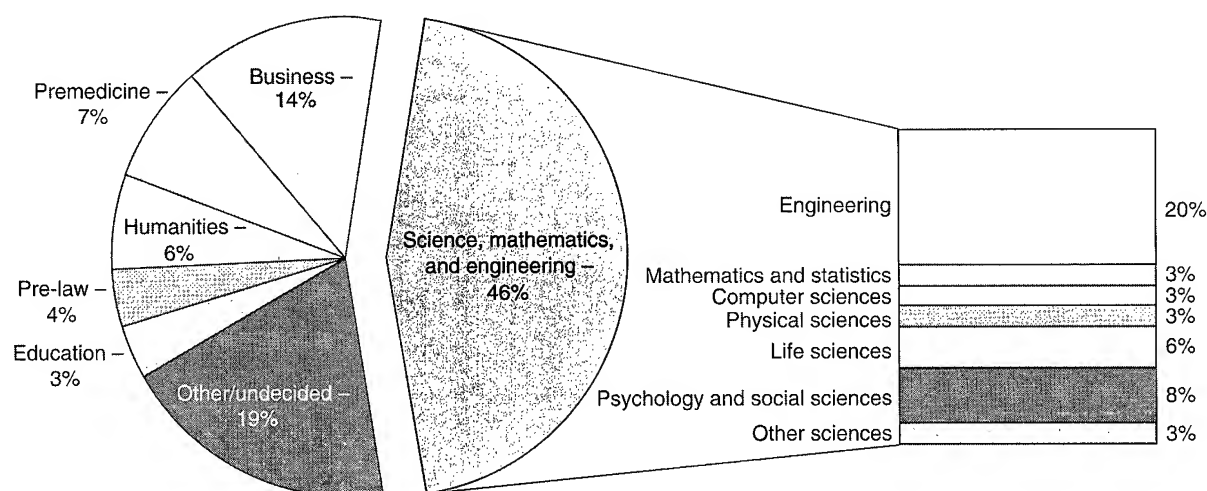 Business –
14%
Premedicine –
7%
Humanities –
6%
Pre-law –
4%
Education –
3%
Other/undecided –
19%
Science, mathematics,
and engineering –
46%
Engineering
20%
Mathematics and statistics
3%
Computer sciences
3%
Physical sciences
3%
Life sciences
6%
Psychology and social sciences
8%
Other sciences
3%